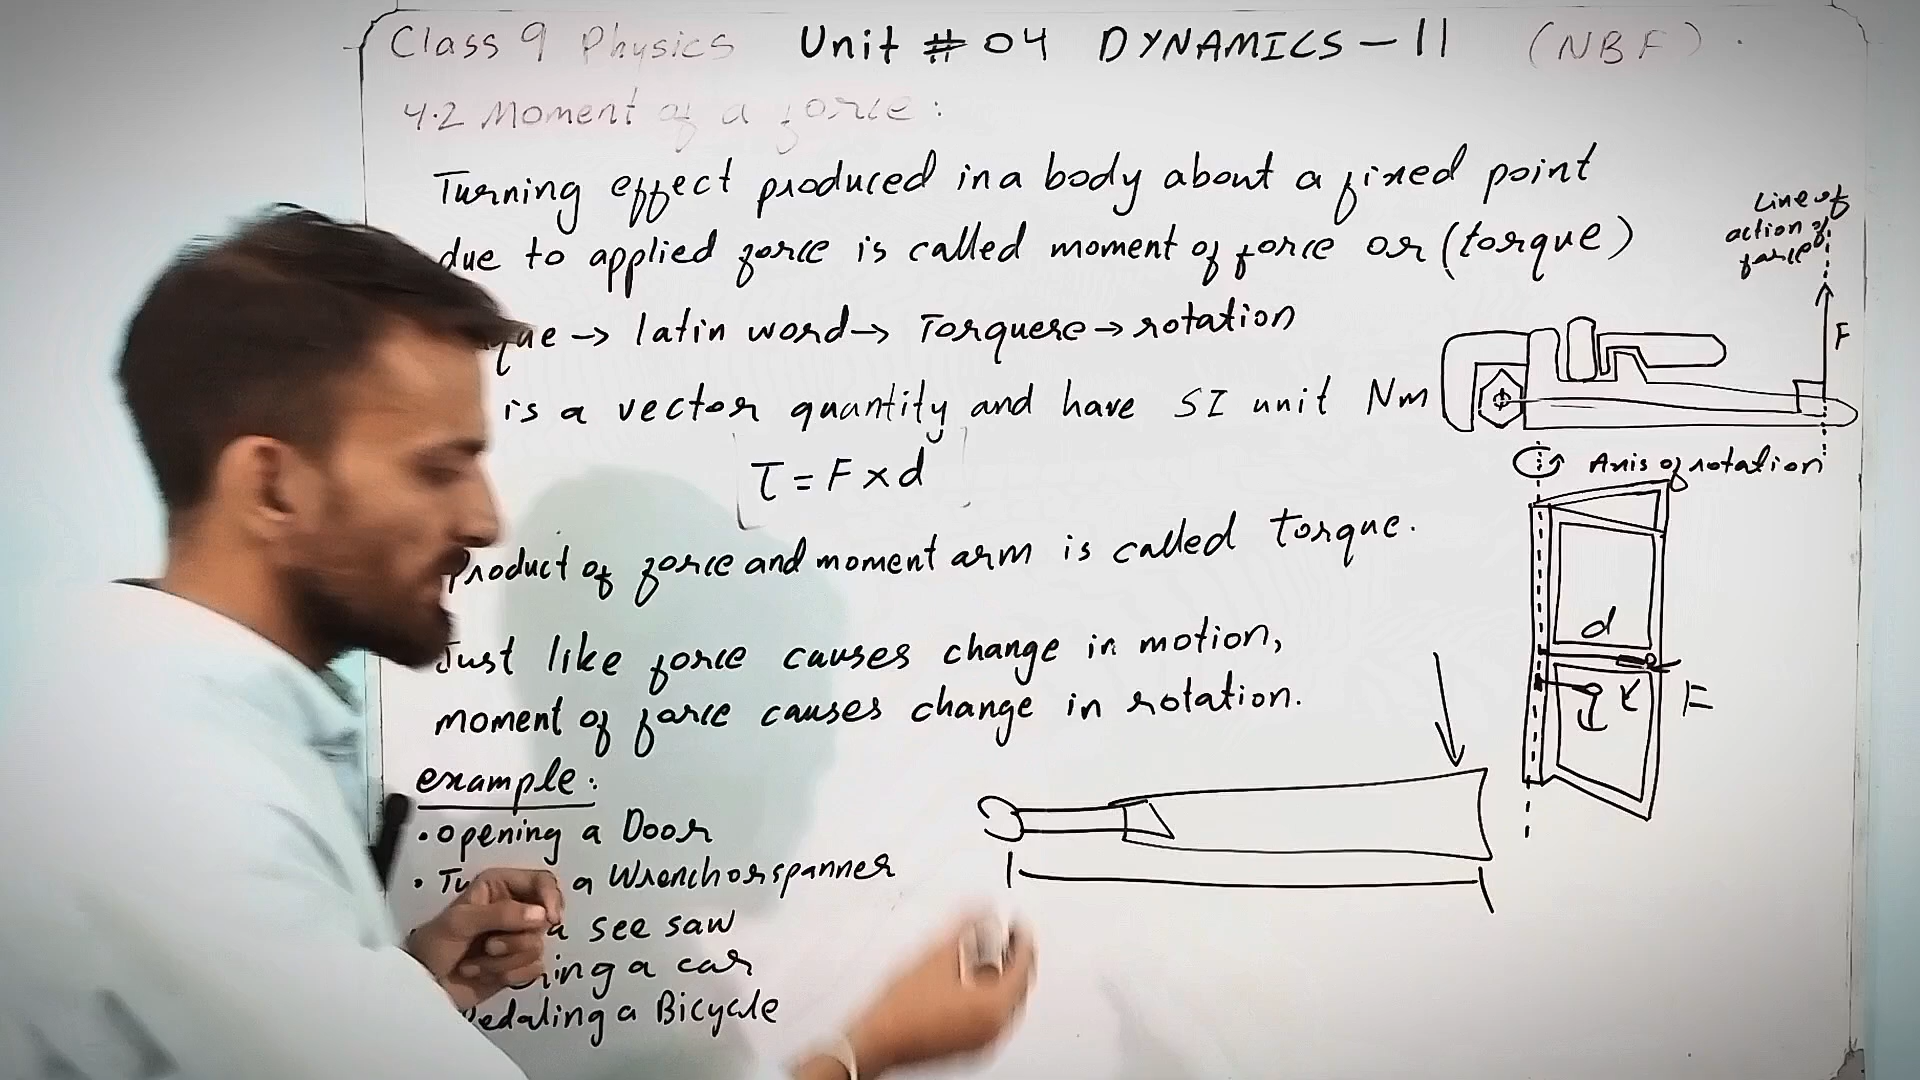 Class 9 Physics Unit # 04 DYNAMICS - II (NBF)
4.2 Moment of a force:
Turning effect produced in a body about a fixed point
due to applied force is called moment of force or (torque)
que → latin word → Torquere → rotation
is a vector quantity and have SI unit Nm
τ = F x d
Product of force and moment arm is called torque.
Just like force causes change in motion,
moment of force causes change in rotation.
example:
• opening a Door
• Tu a Wrench or spanner
a see saw
ing a car
Pedaling a Bicycle
Line of
action of
force
F
Axis of rotation
d
F